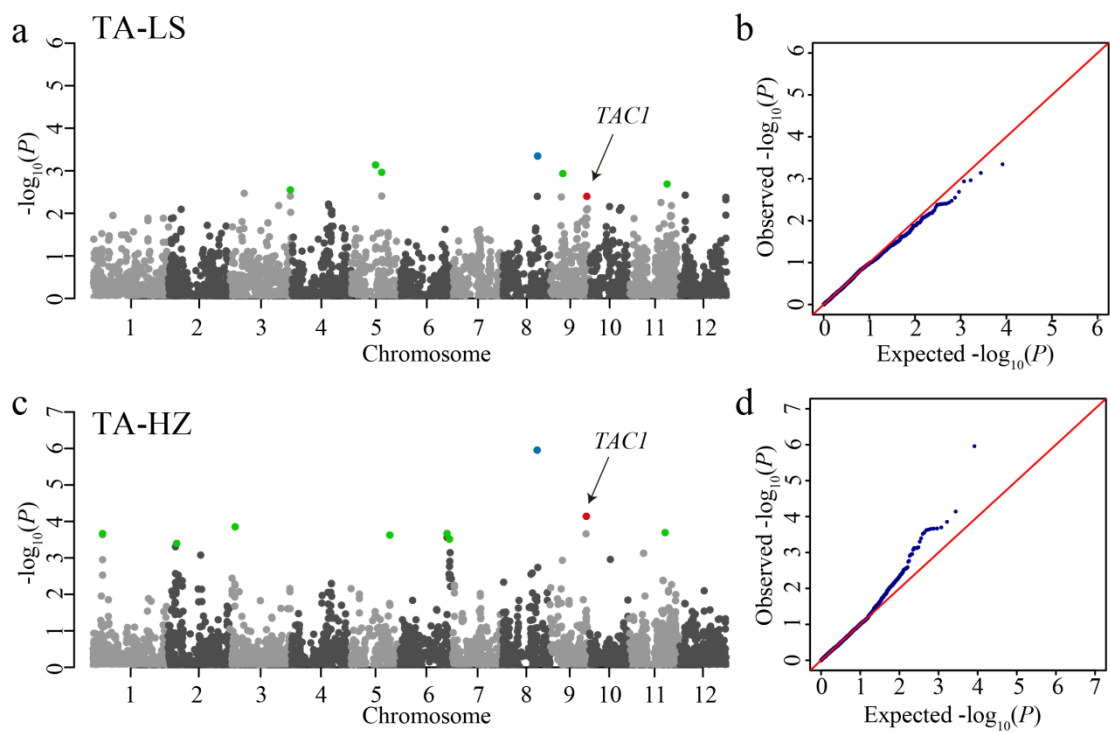 a TA-LS
6
5
4
3
2
1
0
-log10(P)
TAC1
1 2 3 4 5 6 7 8 9 10 11 12
Chromosome
b
6
5
4
3
2
1
0
Observed -log10(P)
0 1 2 3 4 5 6
Expected -log10(P)
c TA-HZ
7
6
5
4
3
2
1
0
-log10(P)
TAC1
1 2 3 4 5 6 7 8 9 10 11 12
Chromosome
d
7
6
5
4
3
2
1
0
Observed -log10(P)
0 1 2 3 4 5 6 7
Expected -log10(P)